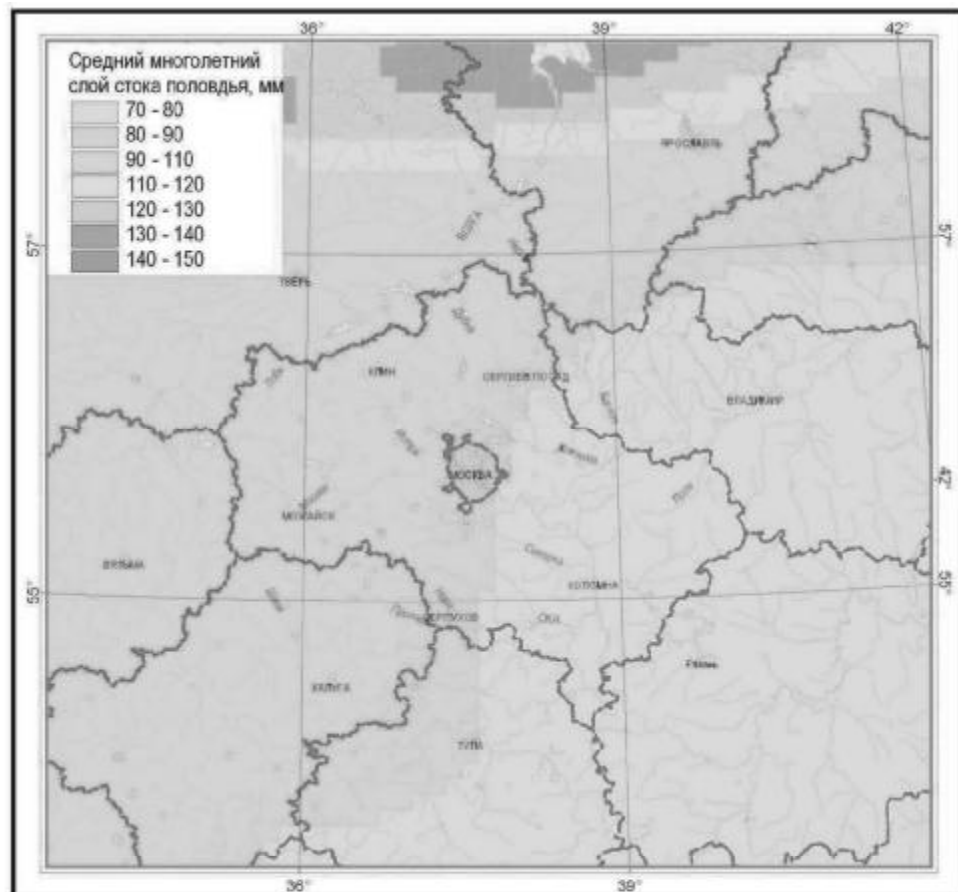 36°
39°
42°
Средний многолетний
слой стока половдья, мм
70 - 80
80 - 90
90 - 110
110 - 120
120 - 130
130 - 140
140 - 150
ЯРОСЛАВЛЬ
57°
57°
ТВЕРЬ
КЛИН
СЕРГИЕВ ПОСАД
ВЛАДИМИР
МОСКВА
42°
МОЖАЙСК
ВЯЗЬМА
КОЛОМНА
55°
55°
СЕРПУХОВ
Ока
Рязань
КАЛУГА
ТУЛА
36°
39°